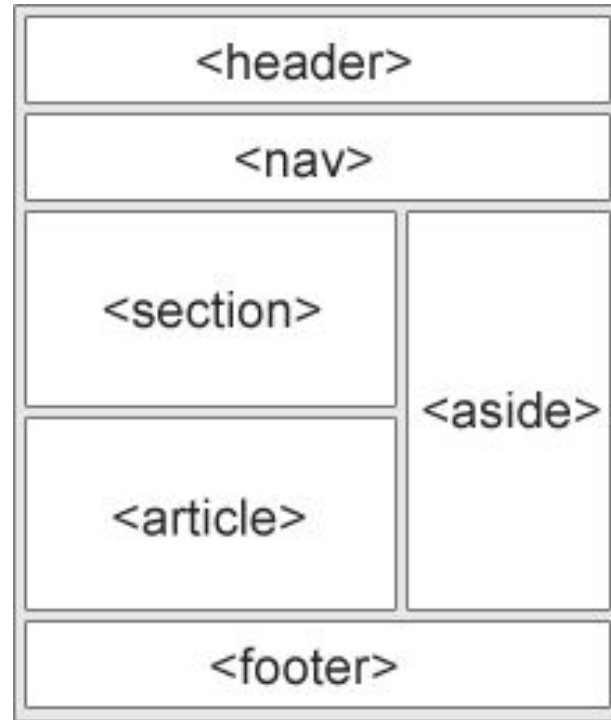 <header>
<nav>
<section>
<aside>
<article>
<footer>